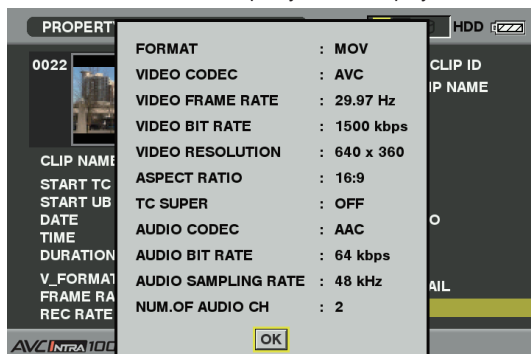 PROPERT
HDD
0022
CLIP ID
IP NAME
FORMAT : MOV
VIDEO CODEC : AVC
VIDEO FRAME RATE : 29.97 Hz
VIDEO BIT RATE : 1500 kbps
VIDEO RESOLUTION : 640 x 360
ASPECT RATIO : 16:9
TC SUPER : OFF
AUDIO CODEC : AAC
AUDIO BIT RATE : 64 kbps
AUDIO SAMPLING RATE : 48 kHz
NUM.OF AUDIO CH : 2
OK
CLIP NAME
START TC
START UB
DATE
TIME
DURATION
V_FORMAT
FRAME RA
REC RATE
O
AIL
AVC INTRA 100